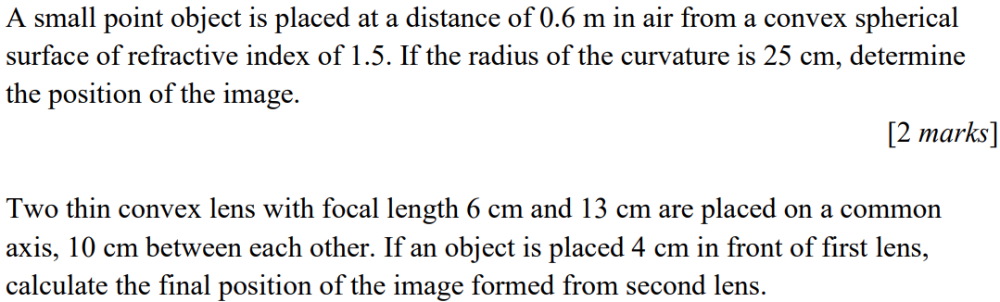 A small point object is placed at a distance of 0.6 m in air from a convex spherical
surface of refractive index of 1.5. If the radius of the curvature is 25 cm, determine
the position of the image.
[2 marks]
Two thin convex lens with focal length 6 cm and 13 cm are placed on a common
axis, 10 cm between each other. If an object is placed 4 cm in front of first lens,
calculate the final position of the image formed from second lens.